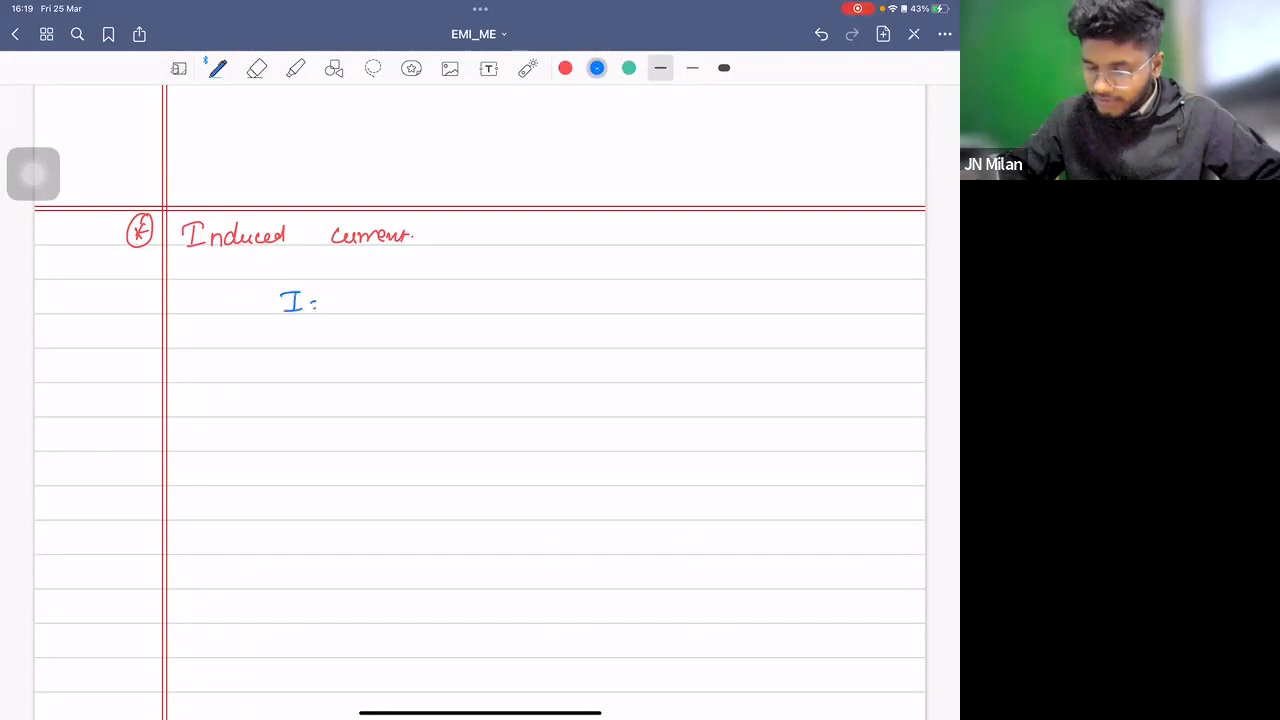 16:19 Fri 25 Mar
43%
EMI_ME
T
JN Milan
Induced current.
I =